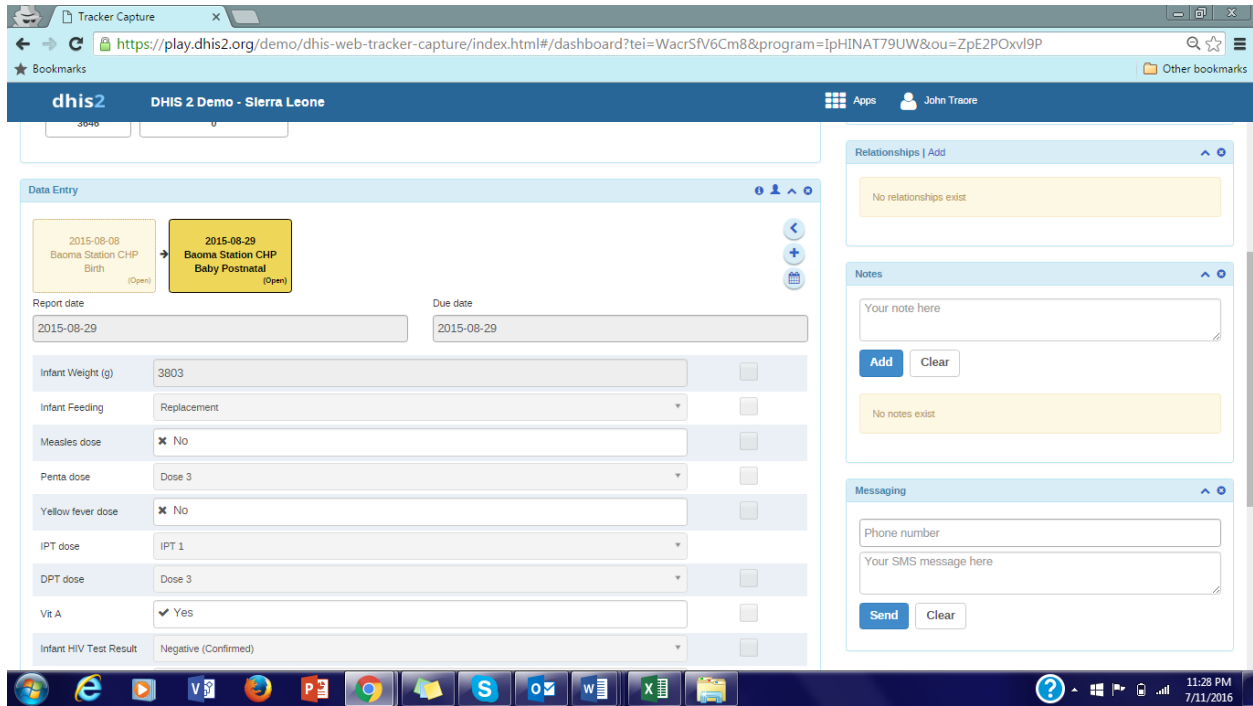 Tracker Capture
https://play.dhis2.org/demo/dhis-web-tracker-capture/index.html#/dashboard?tei=WacrSfV6Cm8&program=IpHINAT79UW&ou=ZpE2POxvl9P
Bookmarks
Other bookmarks
dhis2 DHIS 2 Demo - Sierra Leone
Apps John Traore
3646 0
Data Entry
2015-08-08
Baoma Station CHP
Birth
(Open)
2015-08-29
Baoma Station CHP
Baby Postnatal
(Open)
Report date Due date
2015-08-29 2015-08-29
Infant Weight (g) 3803
Infant Feeding Replacement
Measles dose No
Penta dose Dose 3
Yellow fever dose No
IPT dose IPT 1
DPT dose Dose 3
Vit A Yes
Infant HIV Test Result Negative (Confirmed)
Relationships | Add
No relationships exist
Notes
Your note here
Add Clear
No notes exist
Messaging
Phone number
Your SMS message here
Send Clear
11:28 PM
7/11/2016